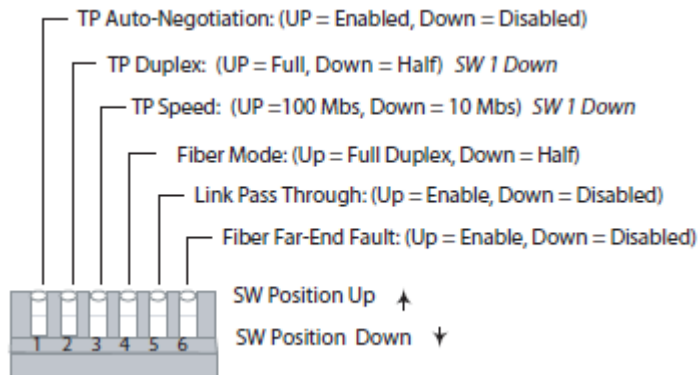 TP Auto-Negotiation: (UP = Enabled, Down = Disabled)
TP Duplex: (UP = Full, Down = Half) SW 1 Down
TP Speed: (UP =100 Mbs, Down = 10 Mbs) SW 1 Down
Fiber Mode: (Up = Full Duplex, Down = Half)
Link Pass Through: (Up = Enable, Down = Disabled)
Fiber Far-End Fault: (Up = Enable, Down = Disabled)
SW Position Up
SW Position Down
1 2 3 4 5 6